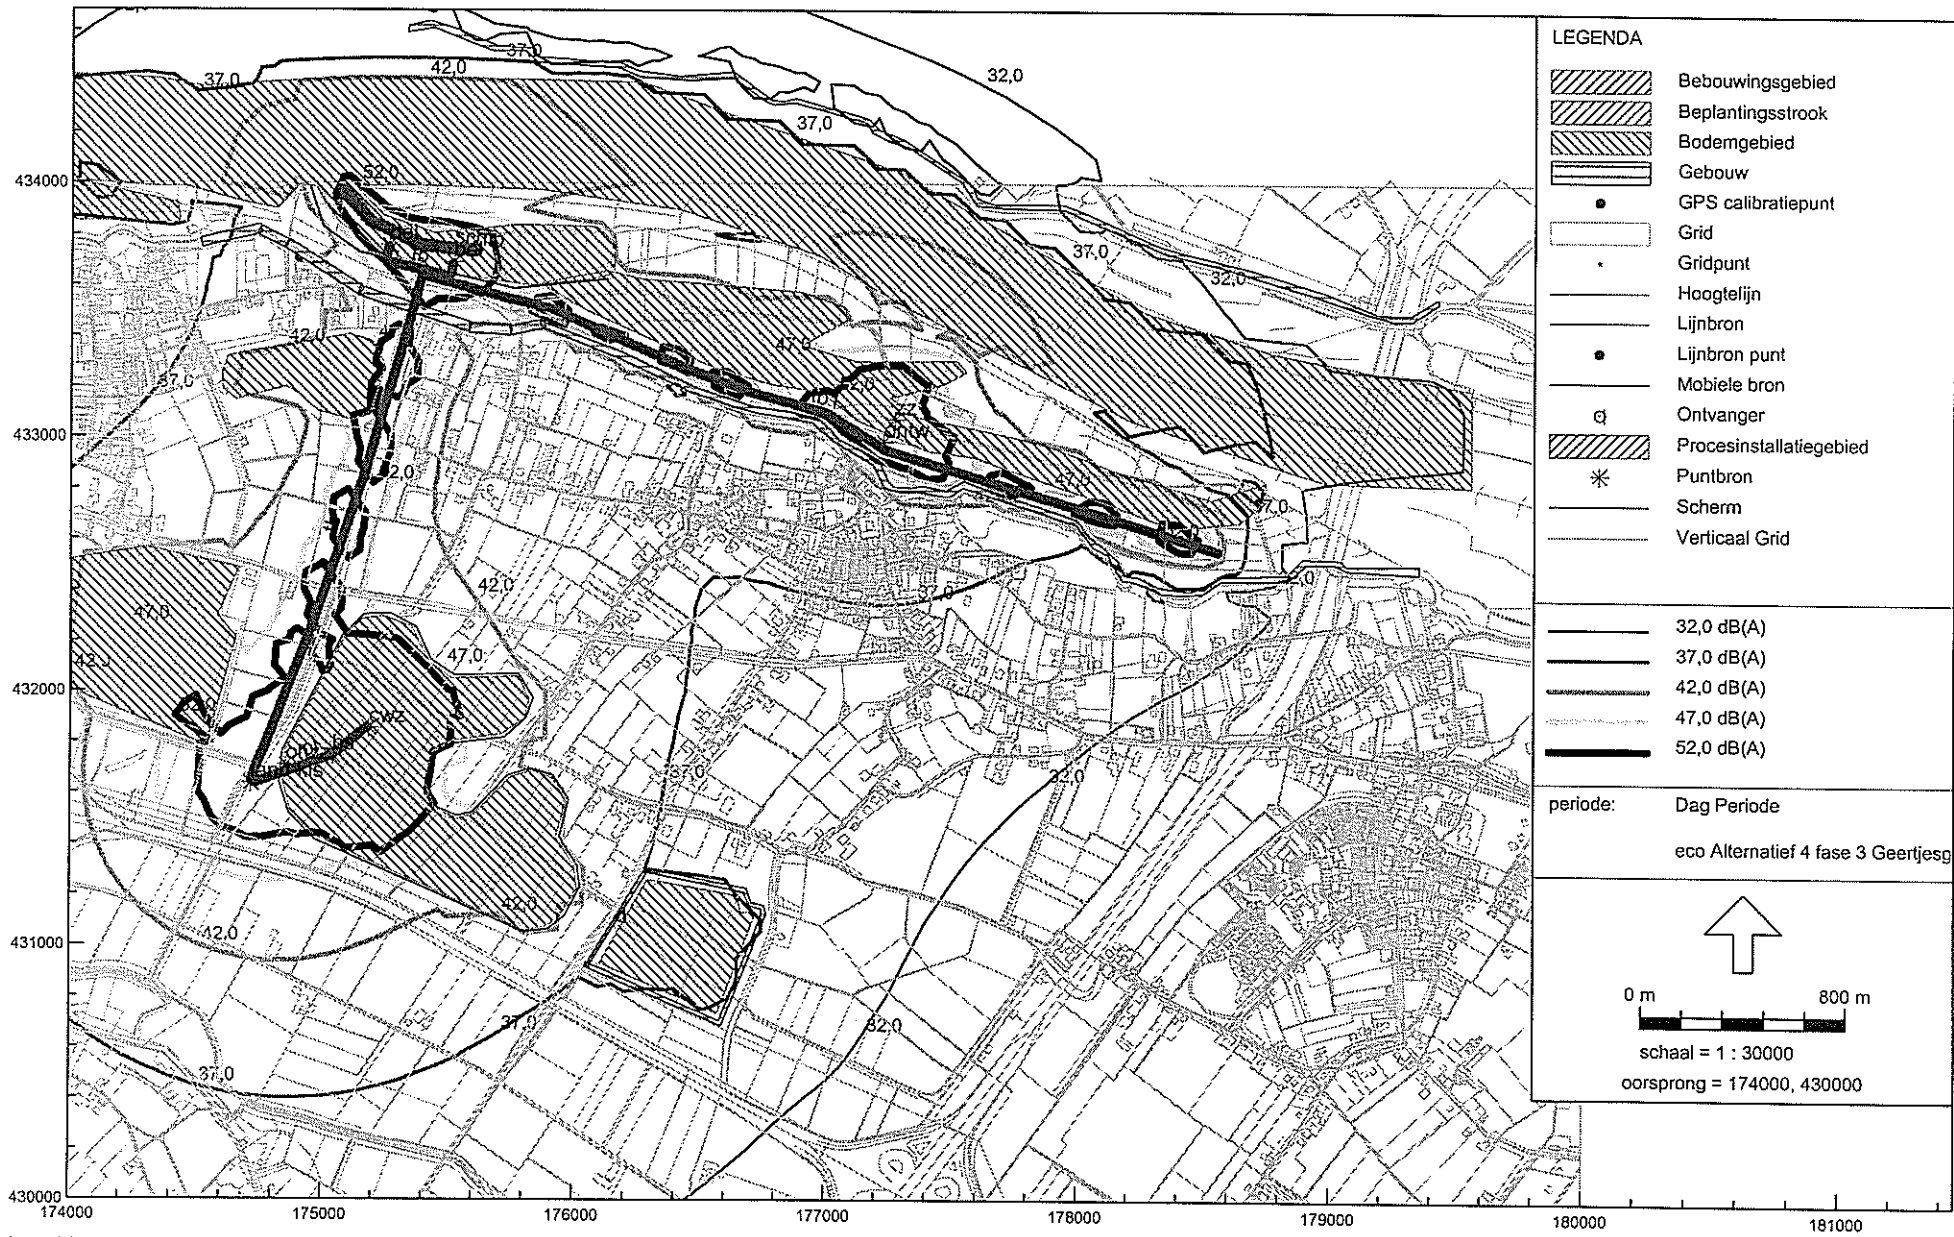 LEGENDA
Bebouwingsgebied
Beplantingsstrook
Bodemgebied
Gebouw
GPS calibratiepunt
Grid
Gridpunt
Hoogtelijn
Lijnbron
Lijnbron punt
Mobiele bron
Ontvanger
Procesinstallatiegebied
Puntbron
Scherm
Verticaal Grid
32,0 dB(A)
37,0 dB(A)
42,0 dB(A)
47,0 dB(A)
52,0 dB(A)
periode: Dag Periode
eco Alternatief 4 fase 3 Geertjesg
0 m 800 m
schaal = 1 : 30000
oorsprong = 174000, 430000
37,0
42,0
37,0
32,0
37,0
52,0
434000
37,0
32,0
42,0
47,0
37,0
zz
ontw
433000
47,0
42,0
37,0
47,0
47,0
42,0
432000
cwz
37,0
32,0
42,0
42,0
431000
37,0
32,0
37,0
430000
174000 175000 176000 177000 178000 179000 180000 181000